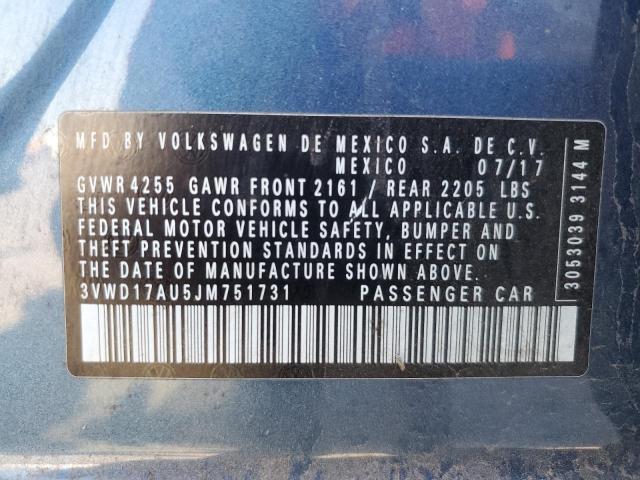 MFD BY VOLKSWAGEN DE MEXICO S.A. DE C.V.
MEXICO 07/17
GVWR 4255 GAWR FRONT 2161 / REAR 2205 LBS
THIS VEHICLE CONFORMS TO ALL APPLICABLE U.S.
FEDERAL MOTOR VEHICLE SAFETY, BUMPER AND
THEFT PREVENTION STANDARDS IN EFFECT ON
THE DATE OF MANUFACTURE SHOWN ABOVE.
3VWD17AU5JM751731 PASSENGER CAR
3053039 3144 M